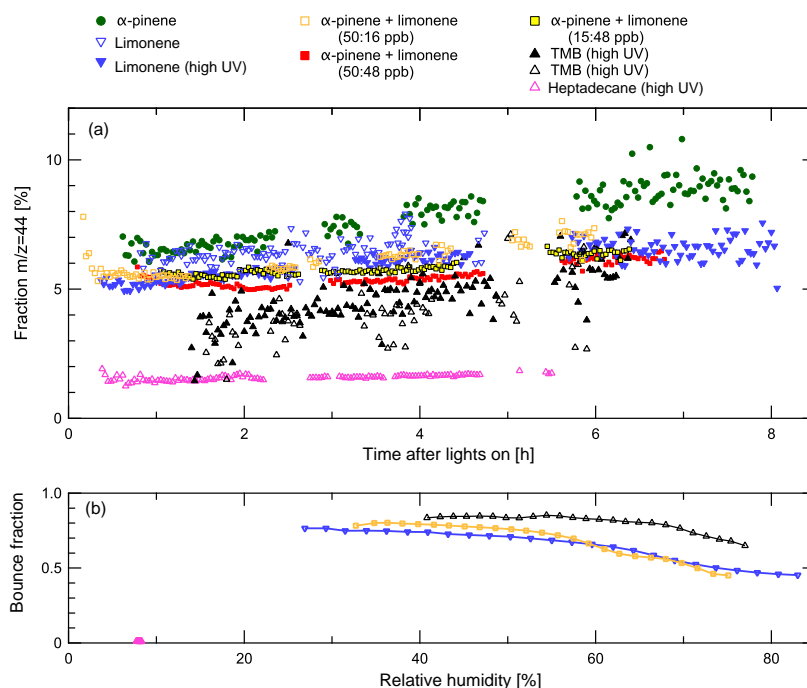 α-pinene
Limonene
Limonene (high UV)
α-pinene + limonene
(50:16 ppb)
α-pinene + limonene
(50:48 ppb)
α-pinene + limonene
(15:48 ppb)
TMB (high UV)
TMB (high UV)
Heptadecane (high UV)
(a)
Fraction m/z=44 [%]
10
5
0
0
2
4
6
8
Time after lights on [h]
(b)
Bounce fraction
1.0
0.5
0
0
20
40
60
80
Relative humidity [%]